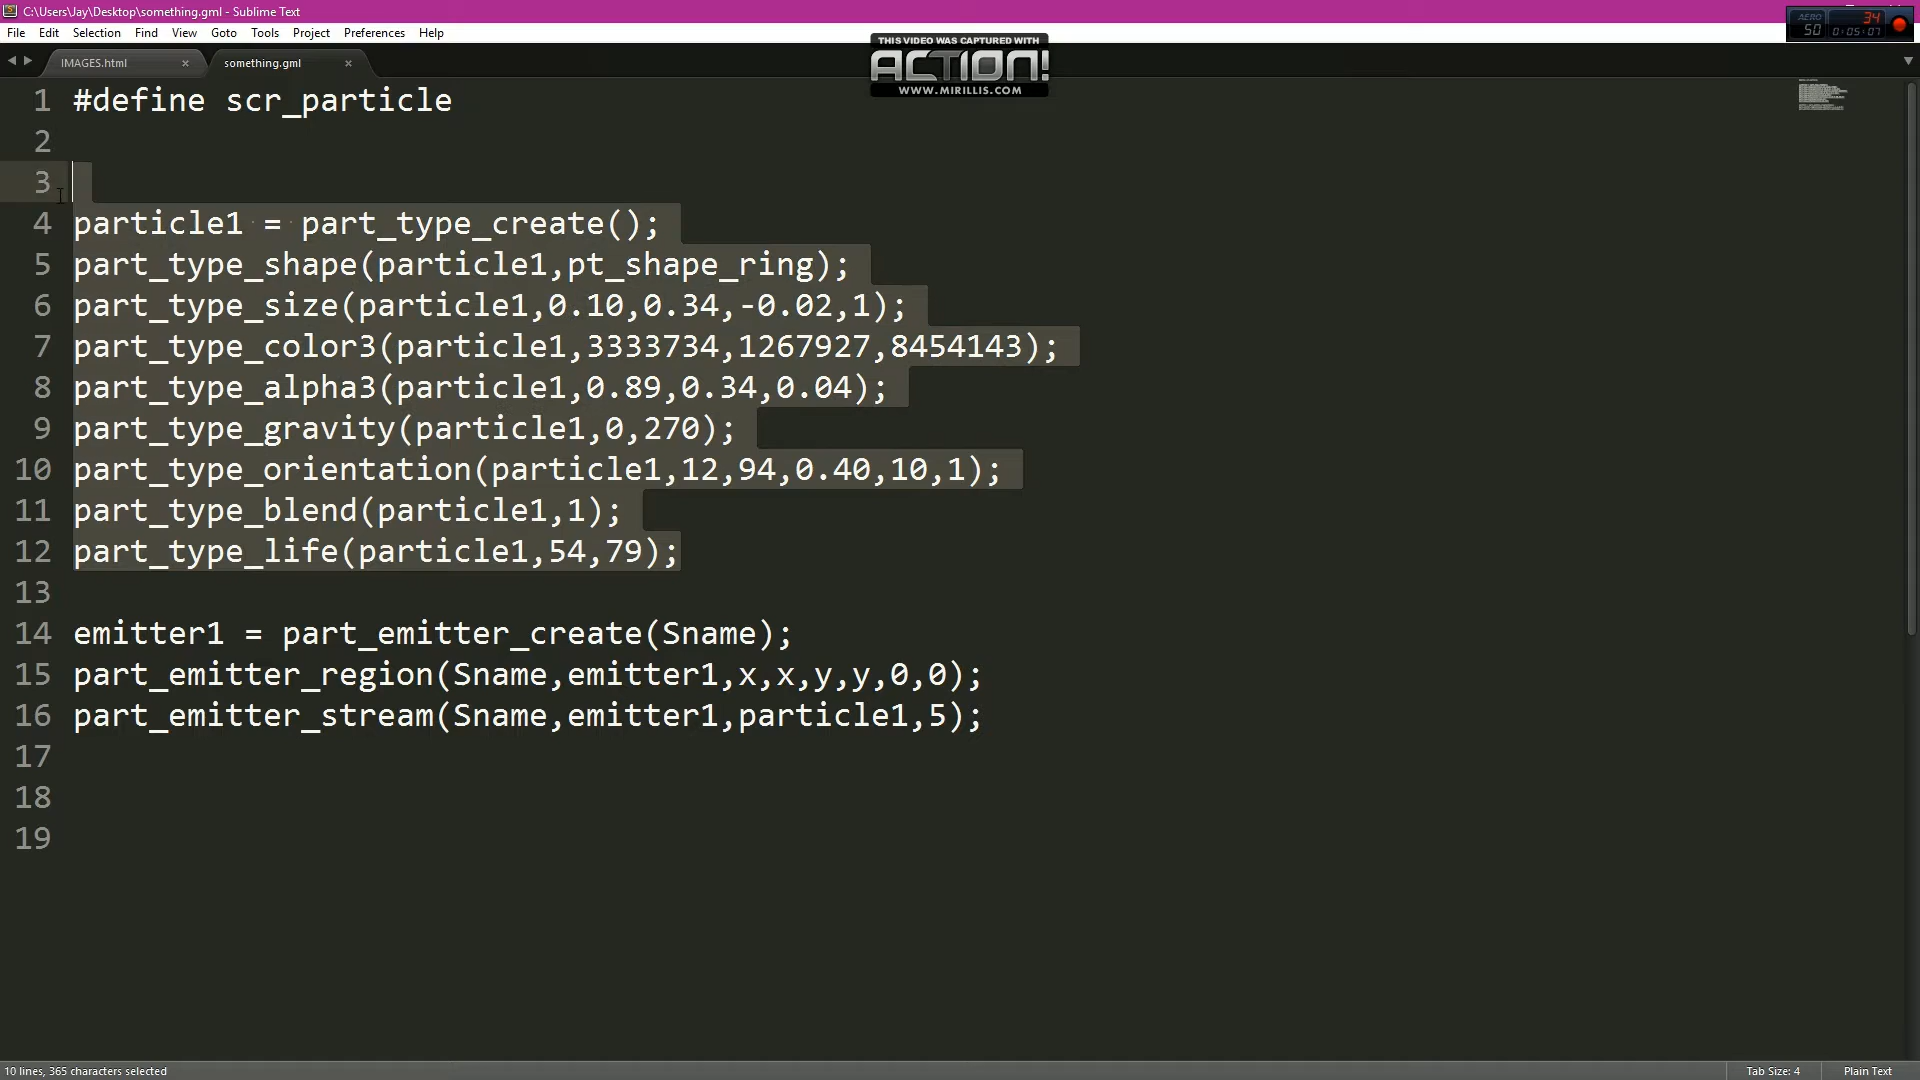 C:\Users\Jay\Desktop\something.gml - Sublime Text
File Edit Selection Find View Goto Tools Project Preferences Help
AERO 50 34 0:05:07
THIS VIDEO WAS CAPTURED WITH
ACTION!
WWW.MIRILLIS.COM
IMAGES.html × something.gml ×
1 #define scr_particle
2
3
4 particle1 = part_type_create();
5 part_type_shape(particle1,pt_shape_ring);
6 part_type_size(particle1,0.10,0.34,-0.02,1);
7 part_type_color3(particle1,3333734,1267927,8454143);
8 part_type_alpha3(particle1,0.89,0.34,0.04);
9 part_type_gravity(particle1,0,270);
10 part_type_orientation(particle1,12,94,0.40,10,1);
11 part_type_blend(particle1,1);
12 part_type_life(particle1,54,79);
13
14 emitter1 = part_emitter_create(Sname);
15 part_emitter_region(Sname,emitter1,x,x,y,y,0,0);
16 part_emitter_stream(Sname,emitter1,particle1,5);
17
18
19
10 lines, 365 characters selected
Tab Size: 4 Plain Text